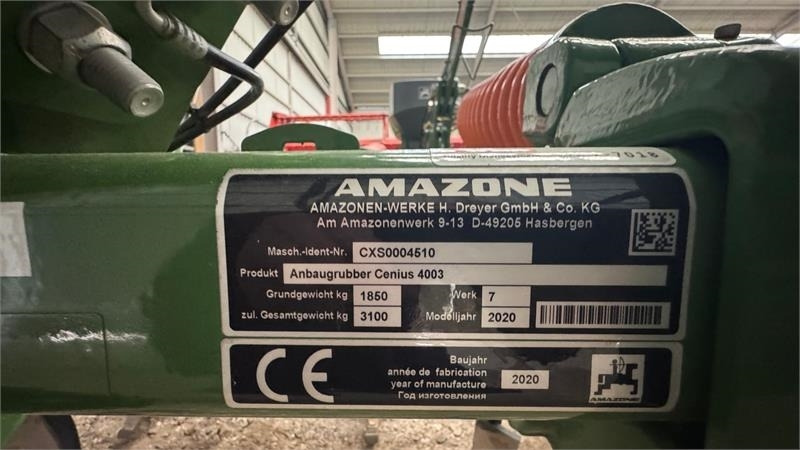 7018
AMAZONE
AMAZONEN-WERKE H. Dreyer GmbH & Co. KG
Am Amazonenwerk 9-13 D-49205 Hasbergen
Masch.-Ident-Nr. CXS0004510
Produkt Anbaugrubber Cenius 4003
Grundgewicht kg 1850 Werk 7
zul. Gesamtgewicht kg 3100 Modelljahr 2020
CE
Baujahr
année de fabrication
year of manufacture 2020
Год изготовления
AMAZONE